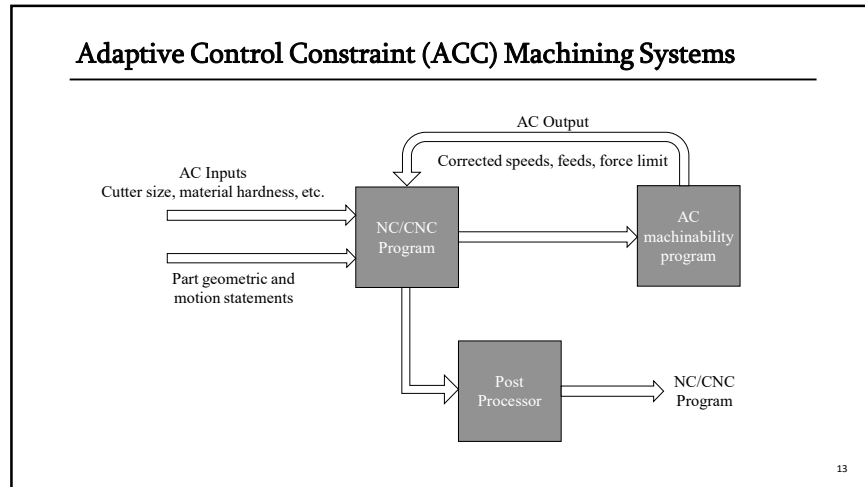 Adaptive Control Constraint (ACC) Machining Systems
AC Output
Corrected speeds, feeds, force limit
AC Inputs
Cutter size, material hardness, etc.
NC/CNC
Program
AC
machinability
program
Part geometric and
motion statements
Post
Processor
NC/CNC
Program
13